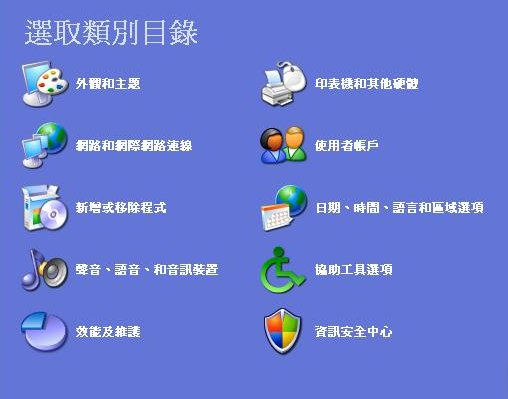 選取類別目錄
外觀和主題
印表機和其他硬體
網路和網際網路連線
使用者帳戶
新增或移除程式
日期、時間、語言和區域選項
聲音、語音、和音訊裝置
協助工具選項
效能及維護
資訊安全中心